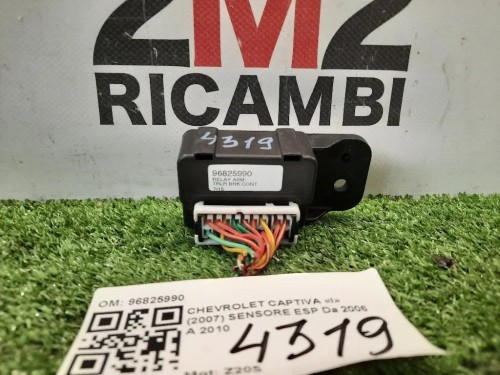 2M2
RICAMBI
4319
96825990
RELAY ASM,
TRLR BRK CONT
OM: 96825990
CHEVROLET CAPTIVA «I»
(2007) SENSORE ESP Da 2006
A 2010
4319
Mot: Z20S